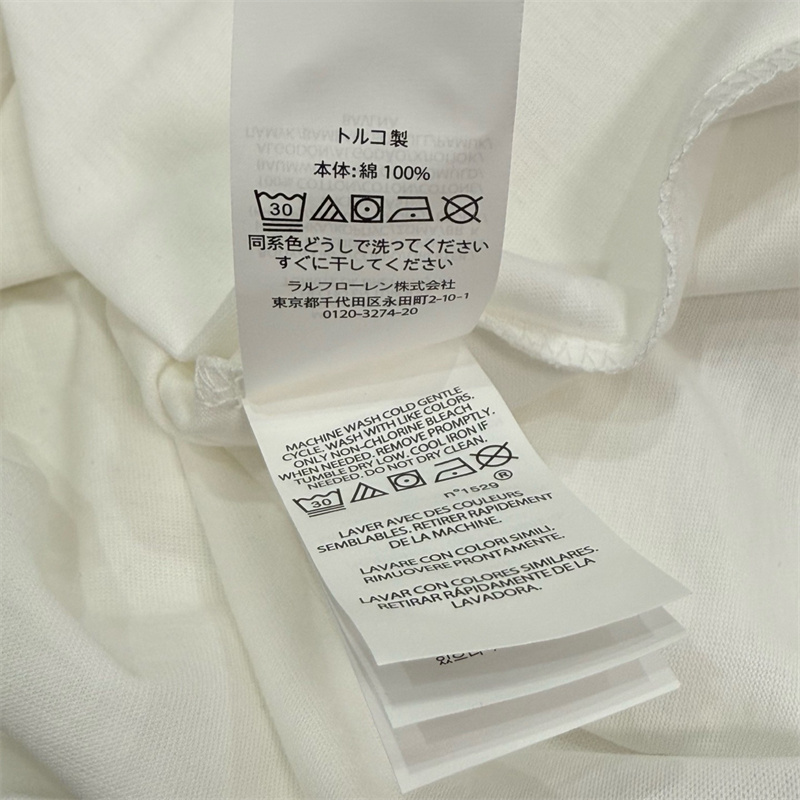 トルコ製
本体:綿 100%
30
同系色どうしで洗ってください
すぐに干してください
ラルフローレン株式会社
東京都千代田区永田町2-10-1
0120-3274-20
MACHINE WASH COLD GENTLE
CYCLE. WASH WITH LIKE COLORS.
ONLY NON-CHLORINE BLEACH
WHEN NEEDED. REMOVE PROMPTLY.
TUMBLE DRY LOW. COOL IRON IF
NEEDED. DO NOT DRY CLEAN.
30
n°1529 ®
LAVER AVEC DES COULEURS
SEMBLABLES. RETIRER RAPIDEMENT
DE LA MACHINE.
LAVARE CON COLORI SIMILI.
RIMUOVERE PRONTAMENTE.
LAVAR CON COLORES SIMILARES.
RETIRAR RÁPIDAMENTE DE LA
LAVADORA.